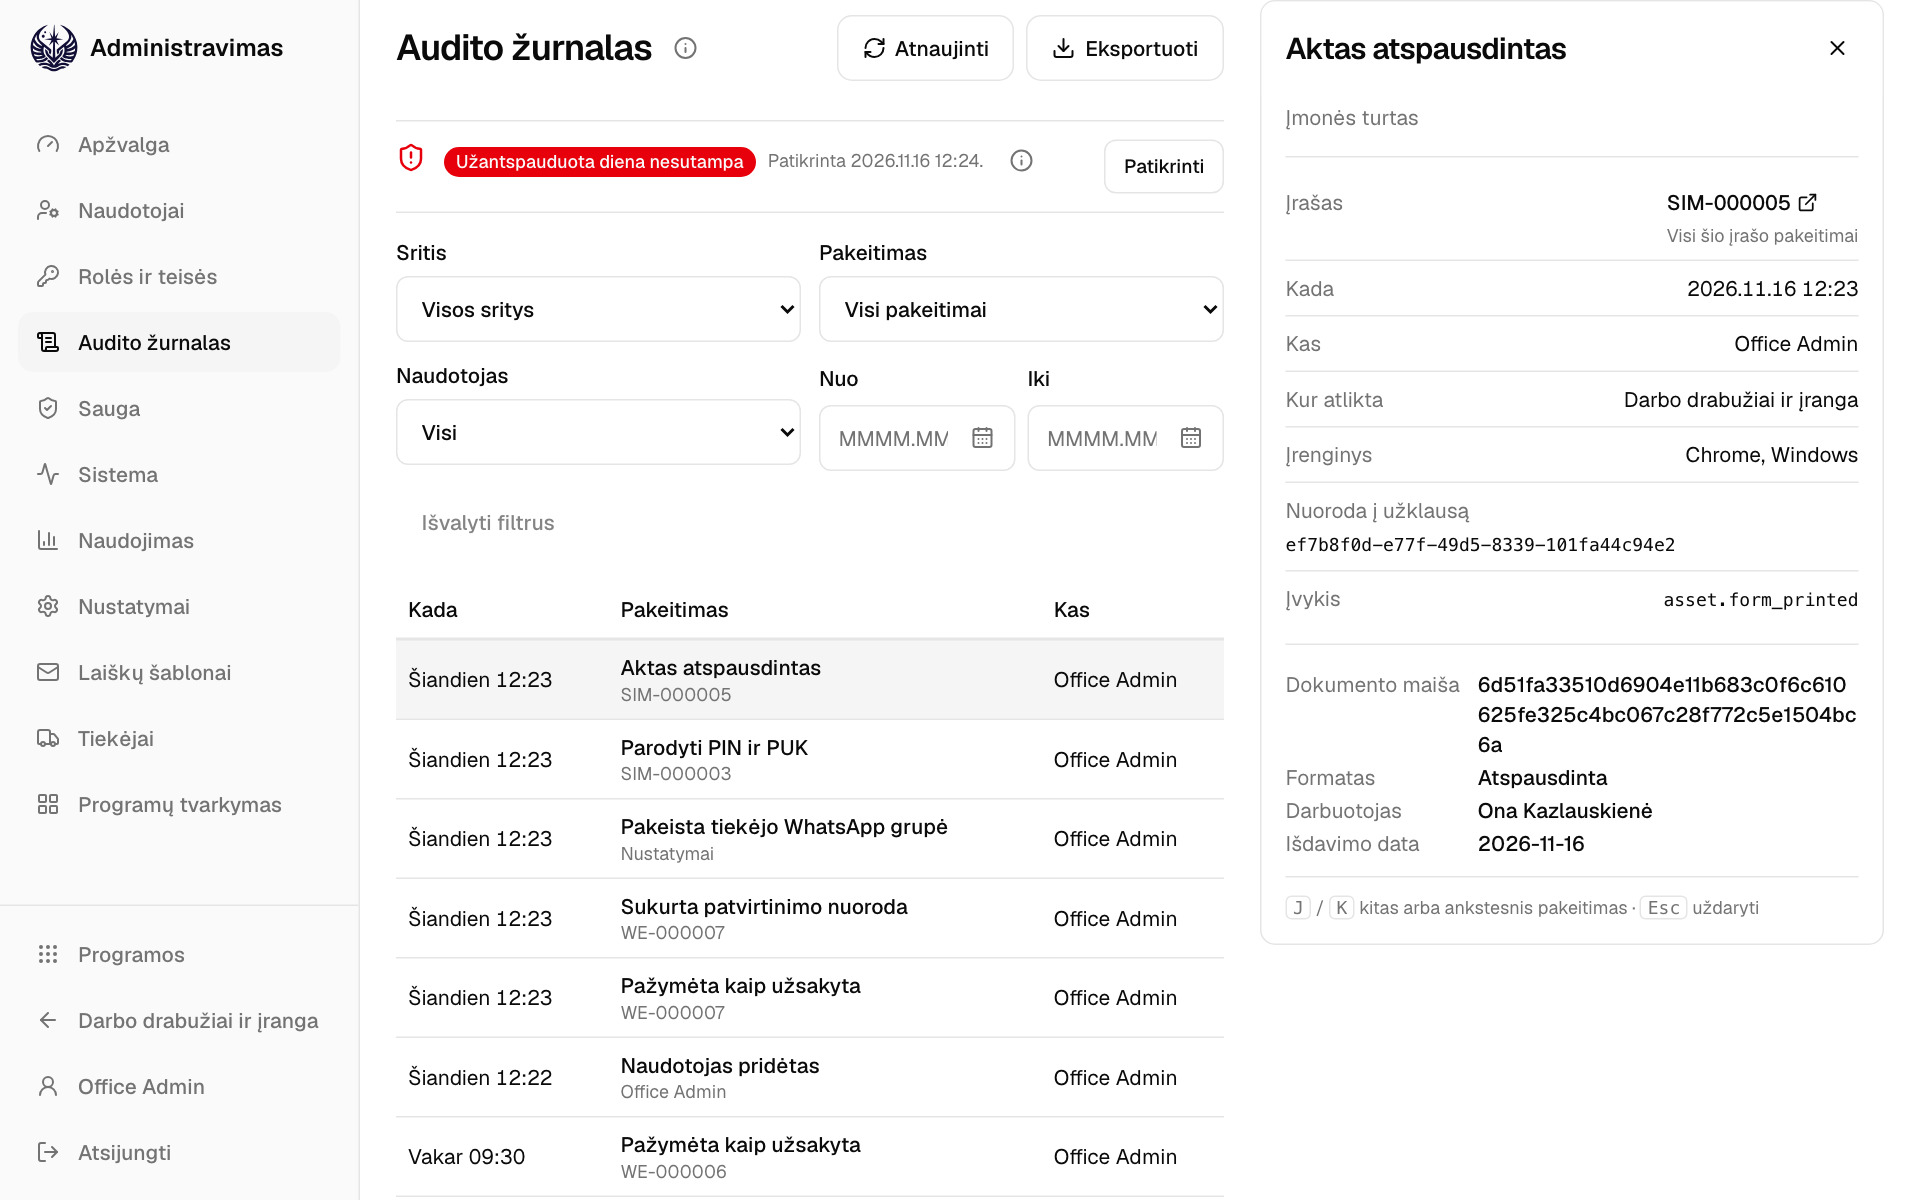 Administravimas
Apžvalga
Naudotojai
Rolės ir teisės
Audito žurnalas
Sauga
Sistema
Naudojimas
Nustatymai
Laiškų šablonai
Tiekėjai
Programų tvarkymas
Programos
Darbo drabužiai ir įranga
Office Admin
Atsijungti
Audito žurnalas
Atnaujinti
Eksportuoti
Užantspauduota diena nesutampa
Patikrinta 2026.11.16 12:24.
Patikrinti
Sritis
Visos sritys
Pakeitimas
Visi pakeitimai
Naudotojas
Visi
Nuo
MMMM.MM
Iki
MMMM.MM
Išvalyti filtrus
Kada Pakeitimas Kas
Šiandien 12:23 Aktas atspausdintas Office Admin
SIM-000005
Šiandien 12:23 Parodyti PIN ir PUK Office Admin
SIM-000003
Šiandien 12:23 Pakeista tiekėjo WhatsApp grupė Office Admin
Nustatymai
Šiandien 12:23 Sukurta patvirtinimo nuoroda Office Admin
WE-000007
Šiandien 12:23 Pažymėta kaip užsakyta Office Admin
WE-000007
Šiandien 12:22 Naudotojas pridėtas Office Admin
Office Admin
Vakar 09:30 Pažymėta kaip užsakyta Office Admin
WE-000006
Aktas atspausdintas
Įmonės turtas
Įrašas SIM-000005
Visi šio įrašo pakeitimai
Kada 2026.11.16 12:23
Kas Office Admin
Kur atlikta Darbo drabužiai ir įranga
Įrenginys Chrome, Windows
Nuoroda į užklausą
ef7b8f0d-e77f-49d5-8339-101fa44c94e2
Įvykis asset.form_printed
Dokumento maiša 6d51fa33510d6904e11b683c0f6c610
625fe325c4bc067c28f772c5e1504bc
6a
Formatas Atspausdinta
Darbuotojas Ona Kazlauskienė
Išdavimo data 2026-11-16
J / K kitas arba ankstesnis pakeitimas · Esc uždaryti